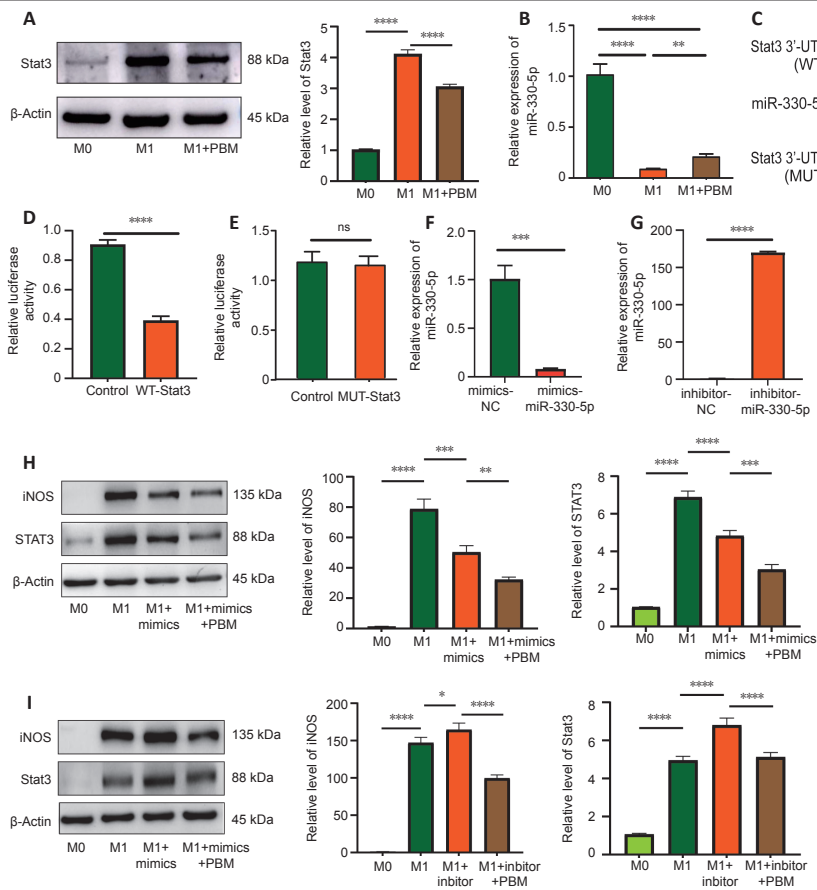 A
Stat3
88 kDa
β-Actin
45 kDa
M0 M1 M1+PBM
Relative level of Stat3
5
4
3
2
1
0
****
****
M0 M1 M1+PBM
B
Relative expression of
miR-330-5p
1.5
1.0
0.5
0
****
****
**
M0 M1 M1+PBM
C
Stat3 3'-UT
(WT
miR-330-5
Stat3 3'-UT
(MUT
D
Relative luciferase
activity
1.0
0.8
0.6
0.4
0.2
0
****
Control WT-Stat3
E
Relative luciferase
activity
1.5
1.0
0.5
0
ns
Control MUT-Stat3
F
Relative expression of
miR-330-5p
2.0
1.5
0.5
0
***
mimics-
NC
mimics-
miR-330-5p
G
Relative expression of
miR-330-5p
200
150
100
50
0
****
inhibitor-
NC
inhibitor-
miR-330-5p
H
iNOS
135 kDa
STAT3
88 kDa
β-Actin
45 kDa
M0 M1 M1+
mimics
M1+mimics
+PBM
Relative level of iNOS
100
80
60
40
20
0
****
***
**
M0 M1 M1+
mimics
M1+mimics
+PBM
Relative level of STAT3
8
6
4
2
0
****
****
***
M0 M1 M1+
mimics
M1+mimics
+PBM
I
iNOS
135 kDa
Stat3
88 kDa
β-Actin
45 kDa
M0 M1 M1+
mimics
M1+mimics
+PBM
Relative level of iNOS
200
150
100
50
0
****
*
****
M0 M1 M1+
inbitor
M1+inbitor
+PBM
Relative level of Stat3
8
6
4
2
0
****
****
****
M0 M1 M1+
inbitor
M1+inbitor
+PBM